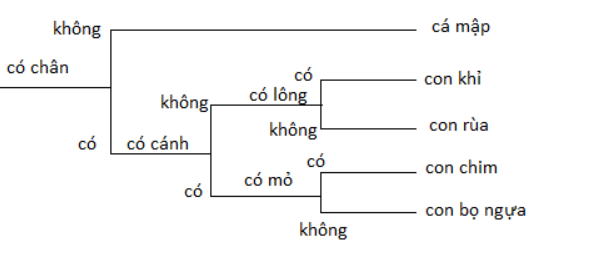 không
cá mập
có chân
có
con khỉ
có lông
không
không
con rùa
có
có cánh
có
con chim
có mỏ
có
con bọ ngựa
không